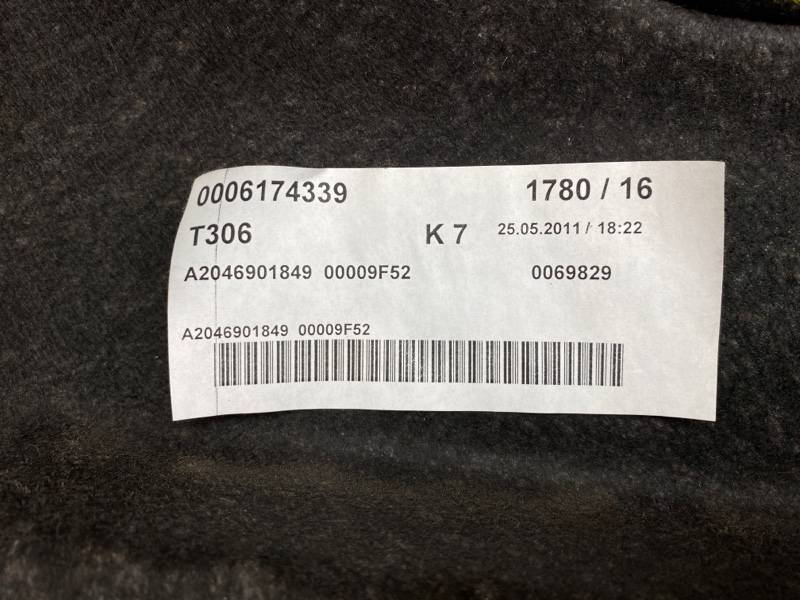 0006174339 1780 / 16
T306 K 7 25.05.2011 / 18:22
A2046901849 00009F52 0069829
A2046901849 00009F52